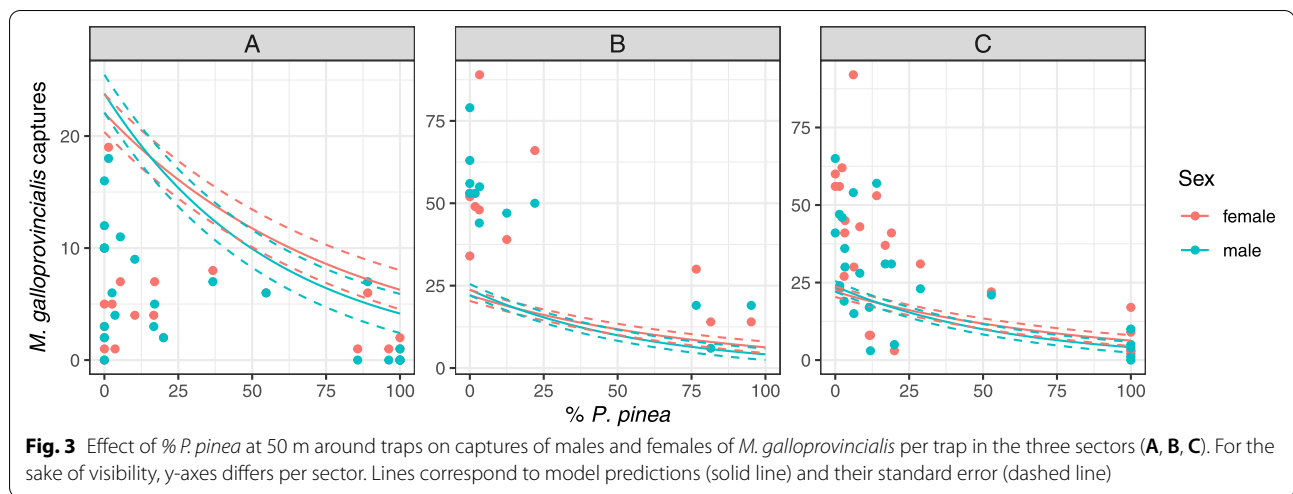 A
B
C
M. galloprovincialis captures
20
10
0
0 25 50 75 100
75
50
25
0
0 25 50 75 100
75
50
25
0
0 25 50 75 100
% P. pinea
Sex
female
male
Fig. 3 Effect of % P. pinea at 50 m around traps on captures of males and females of M. galloprovincialis per trap in the three sectors (A, B, C). For the
sake of visibility, y-axes differs per sector. Lines correspond to model predictions (solid line) and their standard error (dashed line)